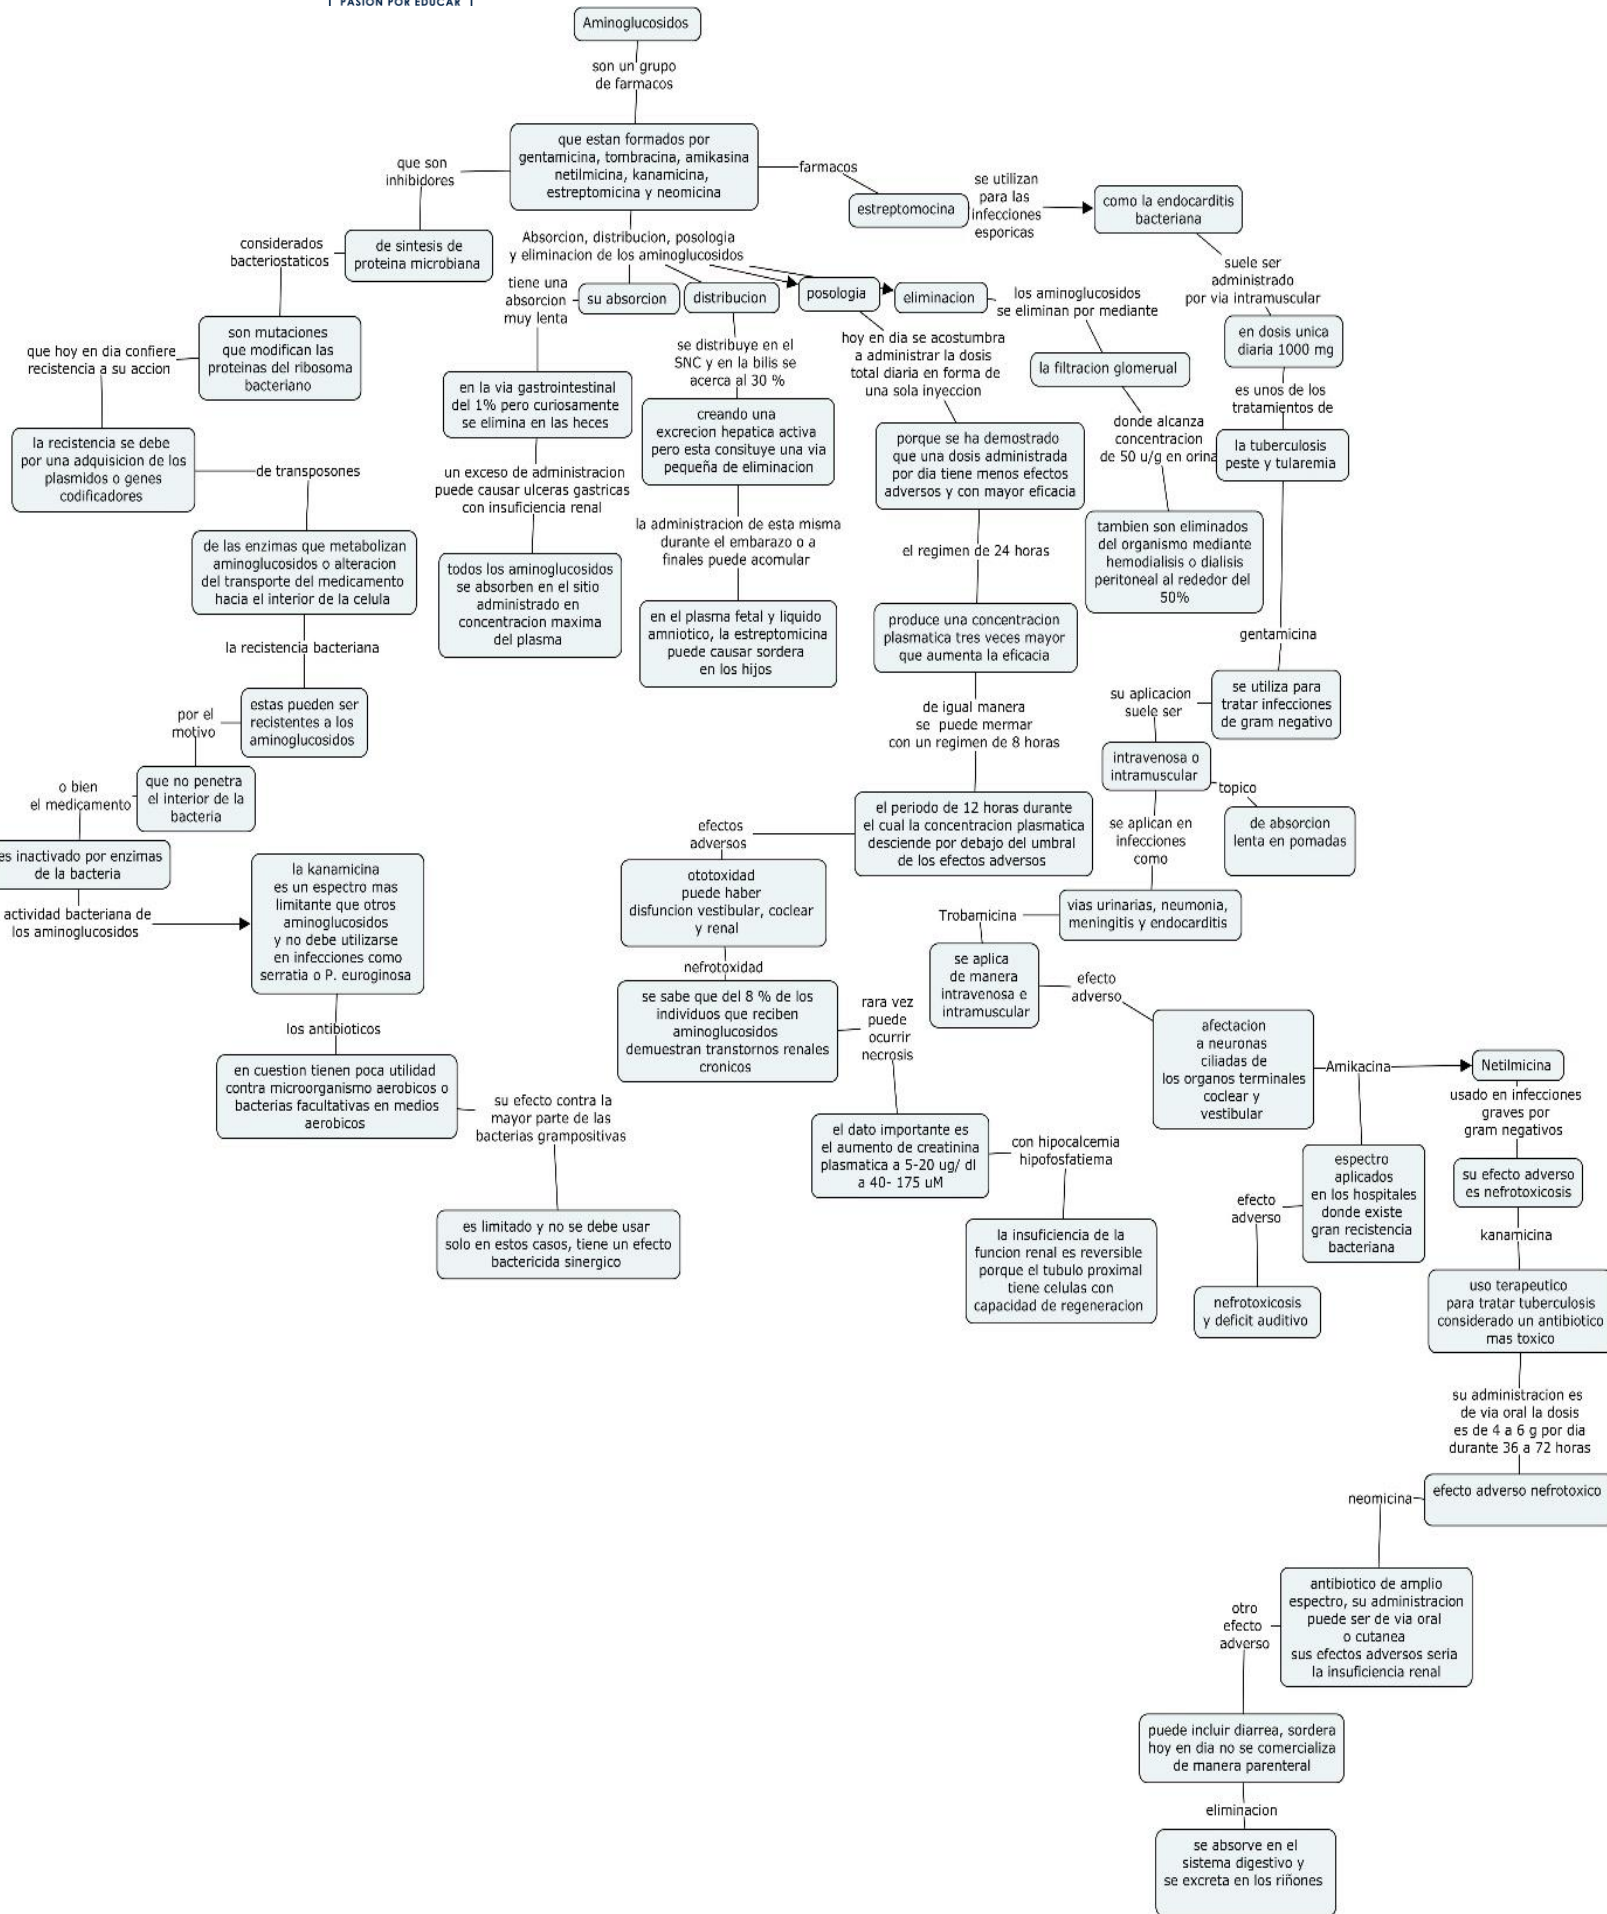 PASIÓN POR EDUCAR
Aminoglucosidos
son un grupo
de farmacos
que estan formados por
gentamicina, tombracina, amikasina
netilmicina, kanamicina,
estreptomicina y neomicina
que son
inhibidores
de sintesis de
proteina microbiana
considerados
bacteriostaticos
son mutaciones
que modifican las
proteinas del ribosoma
bacteriano
que hoy en dia confiere
recistencia a su accion
la recistencia se debe
por una adquisicion de los
plasmidos o genes
codificadores
de transposones
de las enzimas que metabolizan
aminoglucosidos o alteracion
del transporte del medicamento
hacia el interior de la celula
la recistencia bacteriana
estas pueden ser
recistentes a los
aminoglucosidos
por el
motivo
que no penetra
el interior de la
bacteria
o bien
el medicamento
es inactivado por enzimas
de la bacteria
actividad bacteriana de
los aminoglucosidos
la kanamicina
es un espectro mas
limitante que otros
aminoglucosidos
y no debe utilizarse
en infecciones como
serratia o P. euroginosa
los antibioticos
en cuestion tienen poca utilidad
contra microorganismo aerobicos o
bacterias facultativas en medios
aerobicos
su efecto contra la
mayor parte de las
bacterias grampositivas
es limitado y no se debe usar
solo en estos casos, tiene un efecto
bactericida sinergico
Absorcion, distribucion, posologia
y eliminacion de los aminoglucosidos
su absorcion
tiene una
absorcion
muy lenta
en la via gastrointestinal
del 1% pero curiosamente
se elimina en las heces
un exceso de administracion
puede causar ulceras gastricas
con insuficiencia renal
todos los aminoglucosidos
se absorben en el sitio
administrado en
concentracion maxima
del plasma
distribucion
se distribuye en el
SNC y en la bilis se
acerca al 30 %
creando una
excrecion hepatica activa
pero esta consituye una via
pequeña de eliminacion
la administracion de esta misma
durante el embarazo o a
finales puede acomular
en el plasma fetal y liquido
amniotico, la estreptomicina
puede causar sordera
en los hijos
posologia
hoy en dia se acostumbra
a administrar la dosis
total diaria en forma de
una sola inyeccion
porque se ha demostrado
que una dosis administrada
por dia tiene menos efectos
adversos y con mayor eficacia
el regimen de 24 horas
produce una concentracion
plasmatica tres veces mayor
que aumenta la eficacia
de igual manera
se puede mermar
con un regimen de 8 horas
el periodo de 12 horas durante
el cual la concentracion plasmatica
desciende por debajo del umbral
de los efectos adversos
efectos
adversos
ototoxidad
puede haber
disfuncion vestibular, coclear
y renal
nefrotoxidad
se sabe que del 8 % de los
individuos que reciben
aminoglucosidos
demuestran transtornos renales
cronicos
rara vez
puede
ocurrir
necrosis
el dato importante es
el aumento de creatinina
plasmatica a 5-20 ug/ dl
a 40- 175 uM
con hipocalcemia
hipofosfatiema
la insuficiencia de la
funcion renal es reversible
porque el tubulo proximal
tiene celulas con
capacidad de regeneracion
eliminacion
los aminoglucosidos
se eliminan por mediante
la filtracion glomerual
donde alcanza
concentracion
de 50 u/g en orina
tambien son eliminados
del organismo mediante
hemodialisis o dialisis
peritoneal al rededor del
50%
farmacos
estreptomocina
se utilizan
para las
infecciones
esporicas
como la endocarditis
bacteriana
suele ser
administrado
por via intramuscular
en dosis unica
diaria 1000 mg
es unos de los
tratamientos de
la tuberculosis
peste y tularemia
gentamicina
se utiliza para
tratar infecciones
de gram negativo
su aplicacion
suele ser
intravenosa o
intramuscular
topico
de absorcion
lenta en pomadas
se aplican en
infecciones
como
vias urinarias, neumonia,
meningitis y endocarditis
Trobamicina
se aplica
de manera
intravenosa e
intramuscular
efecto
adverso
afectacion
a neuronas
ciliadas de
los organos terminales
coclear y
vestibular
Amikacina
espectro
aplicados
en los hospitales
donde existe
gran recistencia
bacteriana
efecto
adverso
nefrotoxicosis
y deficit auditivo
Netilmicina
usado en infecciones
graves por
gram negativos
su efecto adverso
es nefrotoxicosis
kanamicina
uso terapeutico
para tratar tuberculosis
considerado un antibiotico
mas toxico
su administracion es
de via oral la dosis
es de 4 a 6 g por dia
durante 36 a 72 horas
efecto adverso nefrotoxico
neomicina
antibiotico de amplio
espectro, su administracion
puede ser de via oral
o cutanea
sus efectos adversos seria
la insuficiencia renal
otro
efecto
adverso
puede incluir diarrea, sordera
hoy en dia no se comercializa
de manera parenteral
eliminacion
se absorve en el
sistema digestivo y
se excreta en los riñones